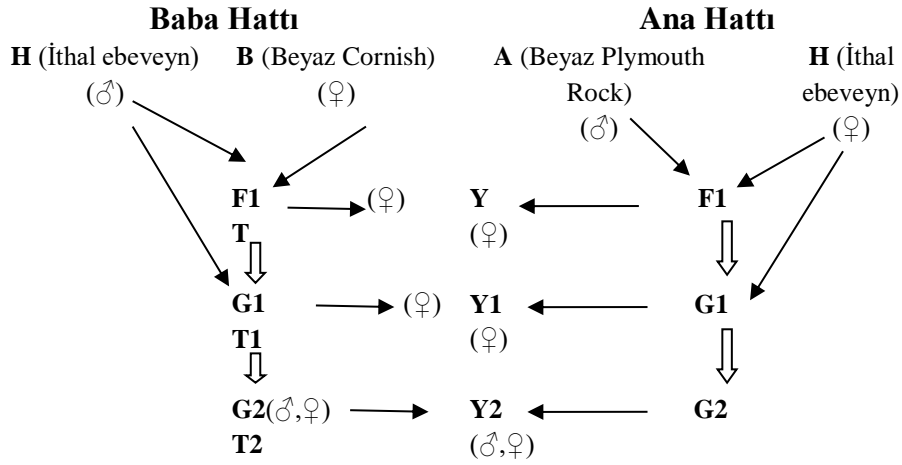 Baba Hattı Ana Hattı
H (İthal ebeveyn) B (Beyaz Cornish) A (Beyaz Plymouth H (İthal
(♂) (♀) Rock) ebeveyn)
(♂) (♀)
F1 (♀) Y F1
T (♀)
G1 (♀) Y1 G1
T1 (♀)
G2(♂,♀) Y2 G2
T2 (♂,♀)